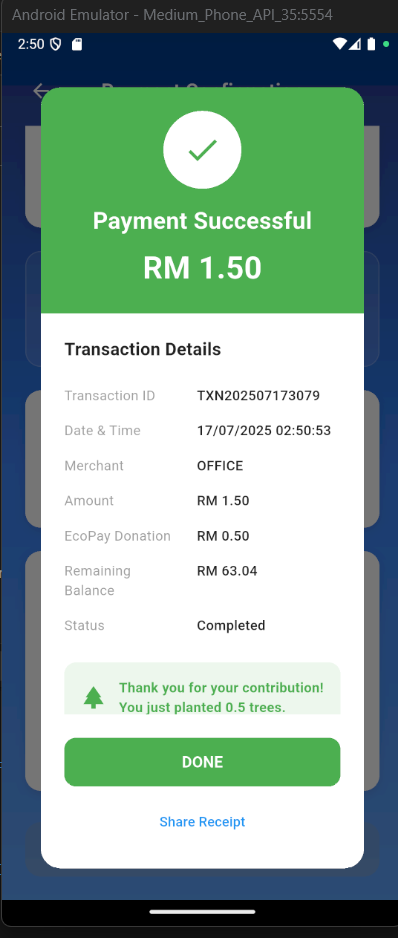 Android Emulator - Medium_Phone_API_35:5554
2:50
Payment Successful
RM 1.50
Transaction Details
Transaction ID TXN202507173079
Date & Time 17/07/2025 02:50:53
Merchant OFFICE
Amount RM 1.50
EcoPay Donation RM 0.50
Remaining Balance RM 63.04
Status Completed
Thank you for your contribution!
You just planted 0.5 trees.
DONE
Share Receipt